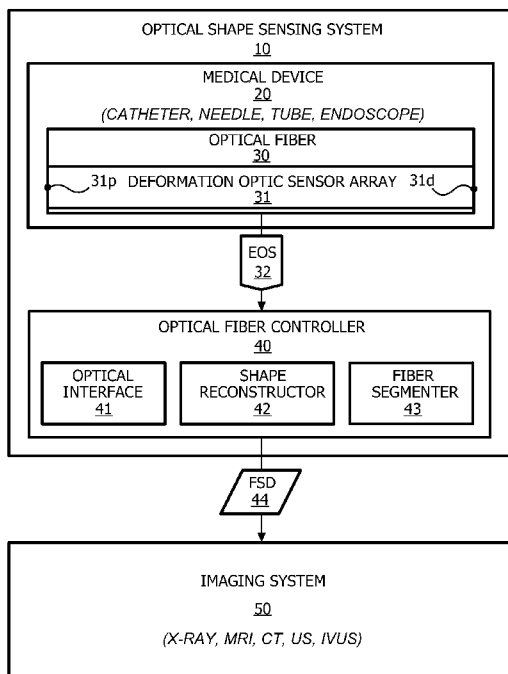 OPTICAL SHAPE SENSING SYSTEM
10
MEDICAL DEVICE
20
(CATHETER, NEEDLE, TUBE, ENDOSCOPE)
OPTICAL FIBER
30
31p DEFORMATION OPTIC SENSOR ARRAY 31d
31
EOS
32
OPTICAL FIBER CONTROLLER
40
OPTICAL INTERFACE
41
SHAPE RECONSTRUCTOR
42
FIBER SEGMENTER
43
FSD
44
IMAGING SYSTEM
50
(X-RAY, MRI, CT, US, IVUS)